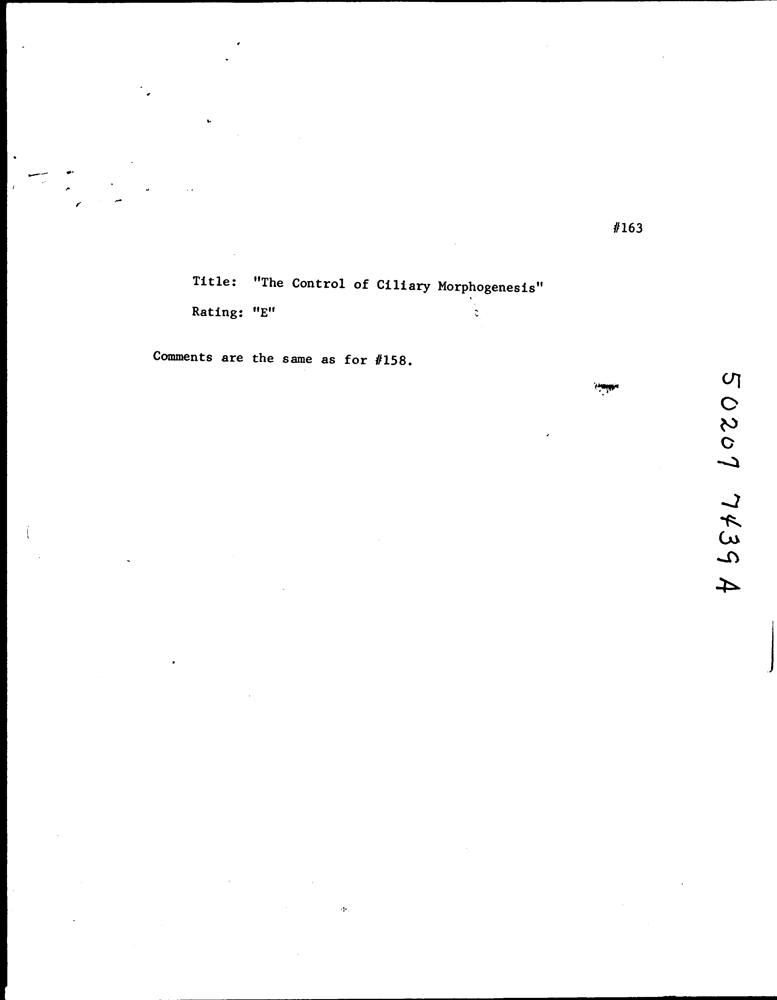 #163
Title: "The Control of Ciliary Morphogenesis"
Rating: "E"
Comments are the same as for #158.
50207 7439 A